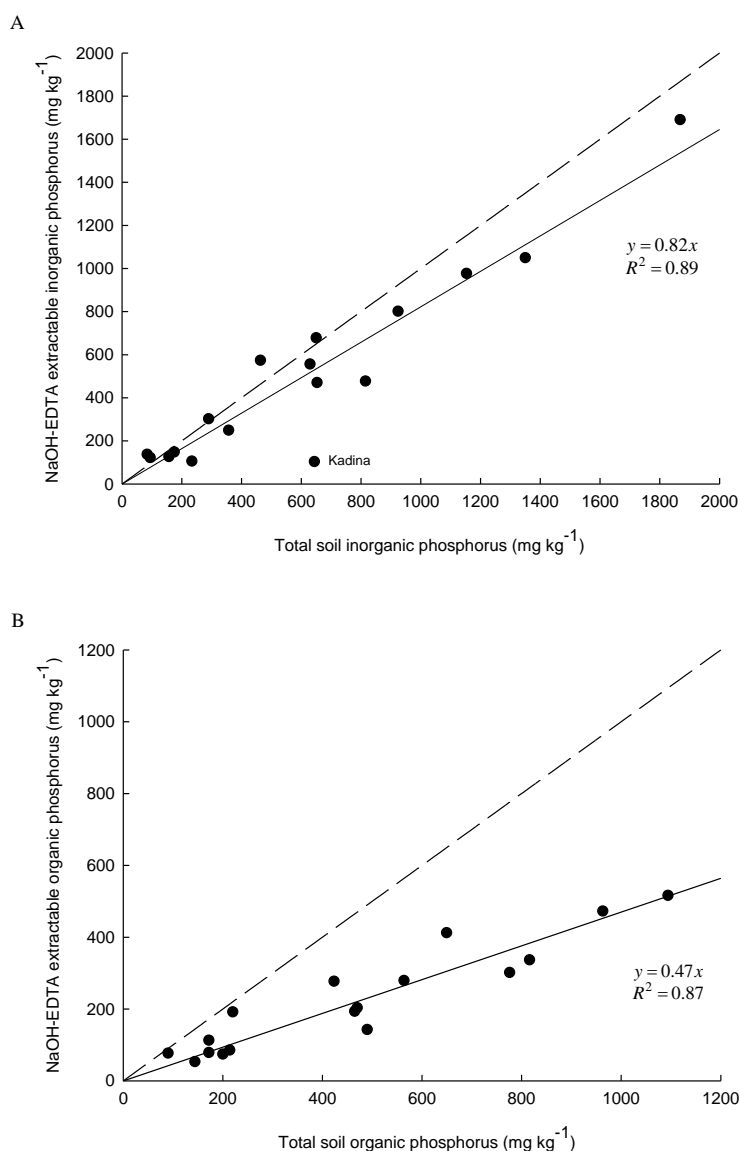 A
2000
1800
1600
1400
1200
1000
800
600
400
200
0
NaOH-EDTA extractable inorganic phosphorus (mg kg⁻¹)
y = 0.82x
R² = 0.89
Kadina
0 200 400 600 800 1000 1200 1400 1600 1800 2000
Total soil inorganic phosphorus (mg kg⁻¹)
B
1200
1000
800
600
400
200
0
NaOH-EDTA extractable organic phosphorus (mg kg⁻¹)
y = 0.47x
R² = 0.87
0 200 400 600 800 1000 1200
Total soil organic phosphorus (mg kg⁻¹)